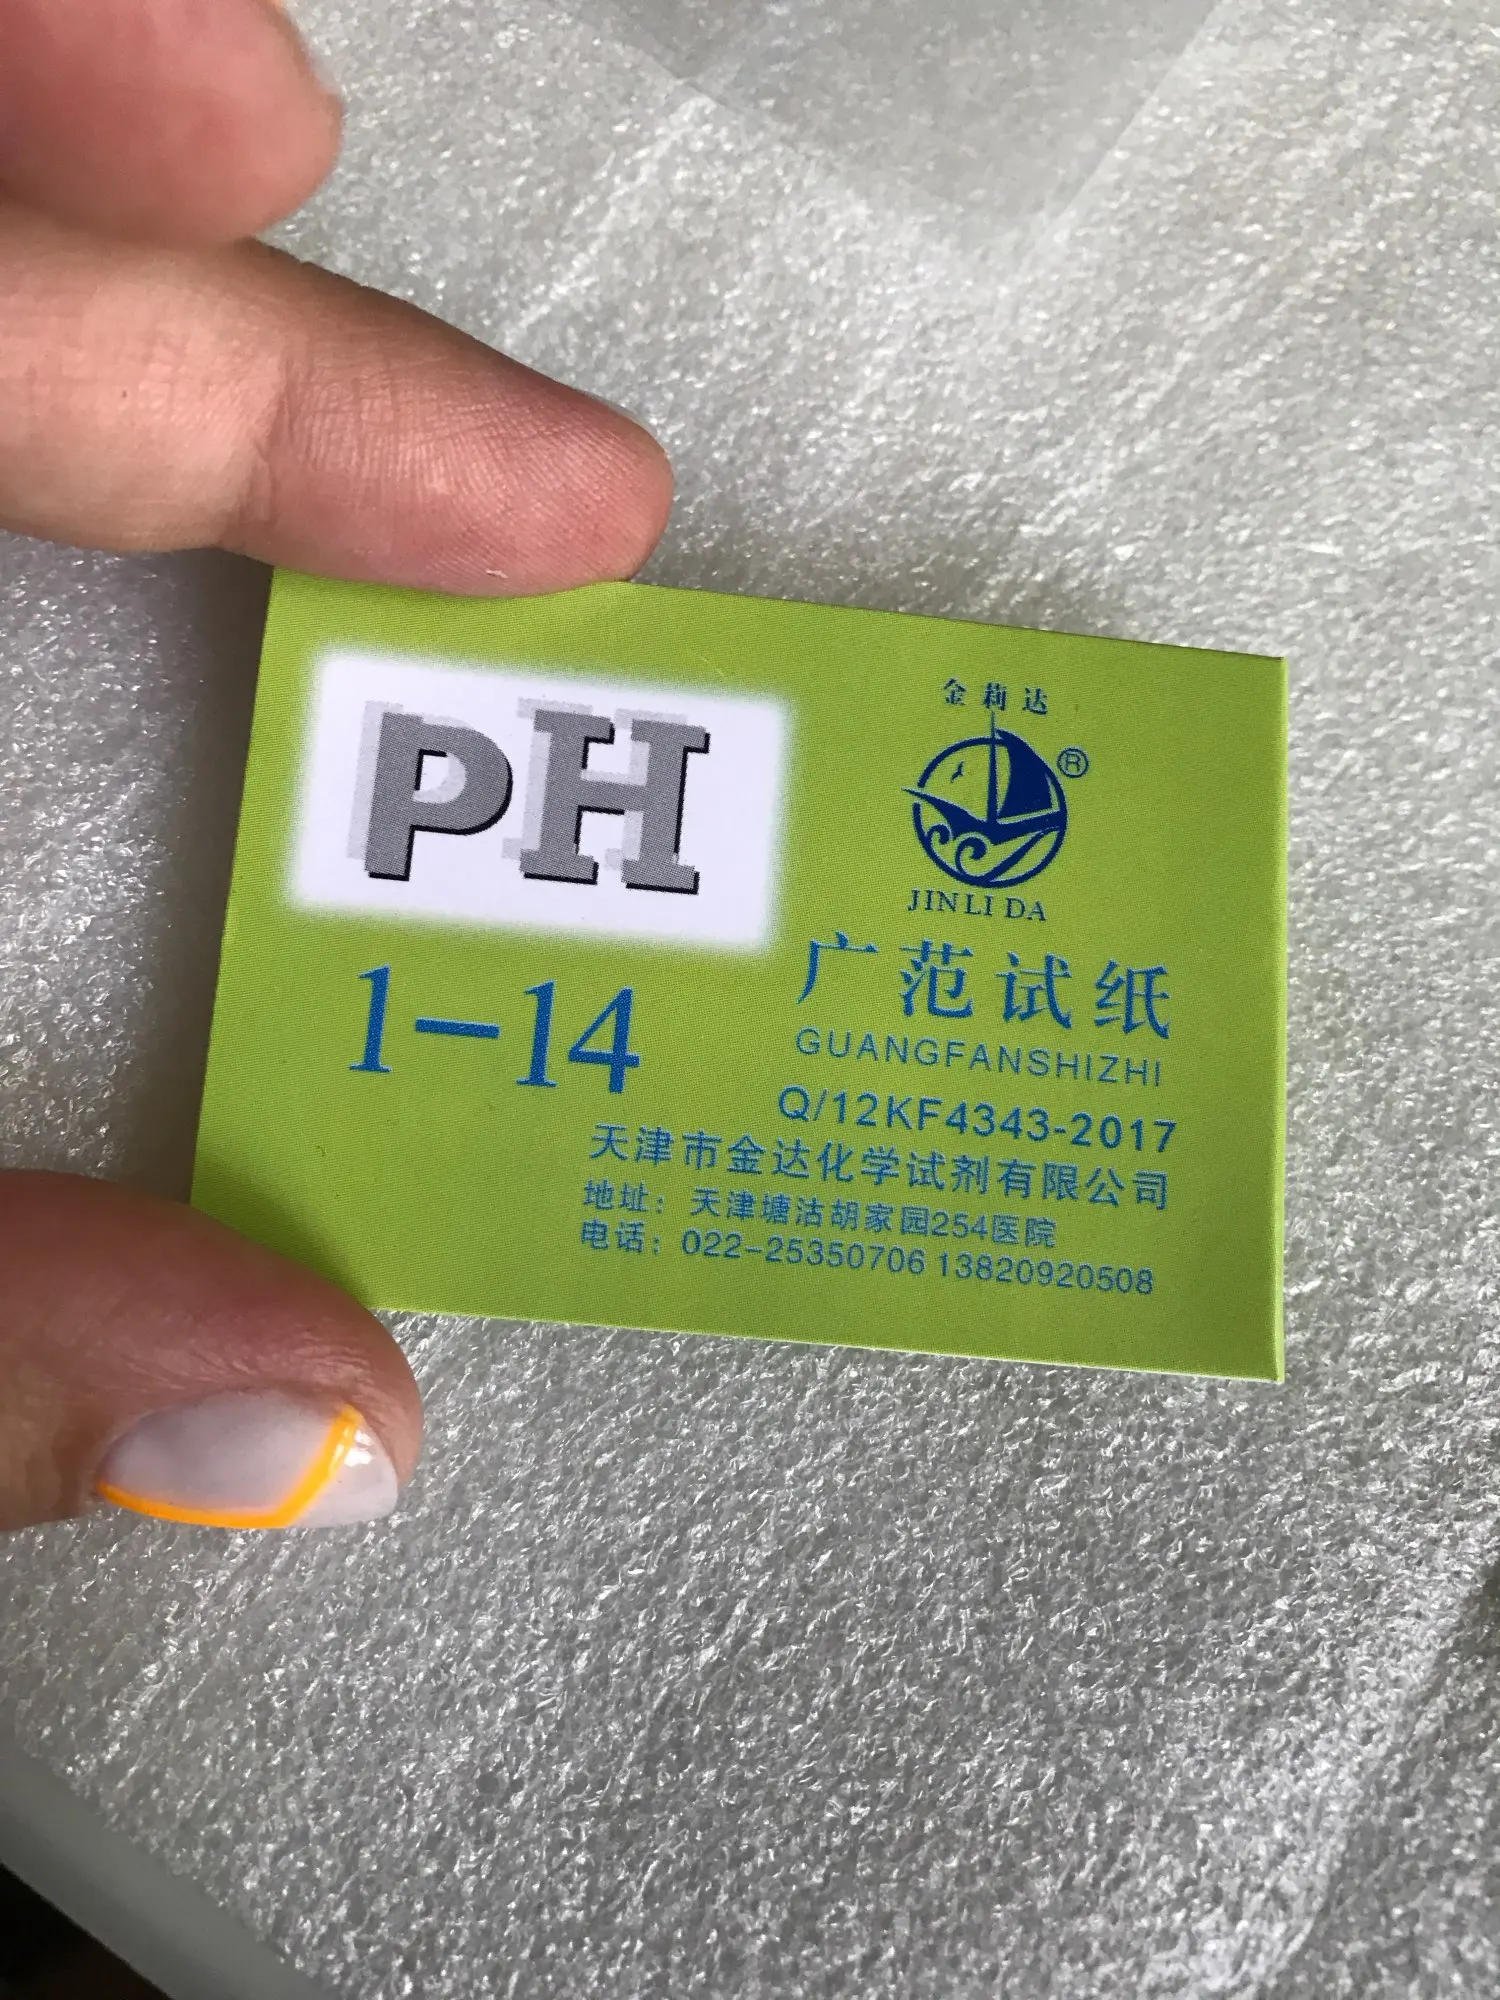 PH
1-14
金莉达
®
JINLI DA
广范试纸
GUANGFANSHIZHI
Q/12KF4343-2017
天津市金达化学试剂有限公司
地址：天津塘沽胡家园254医院
电话：022-25350706 13820920508